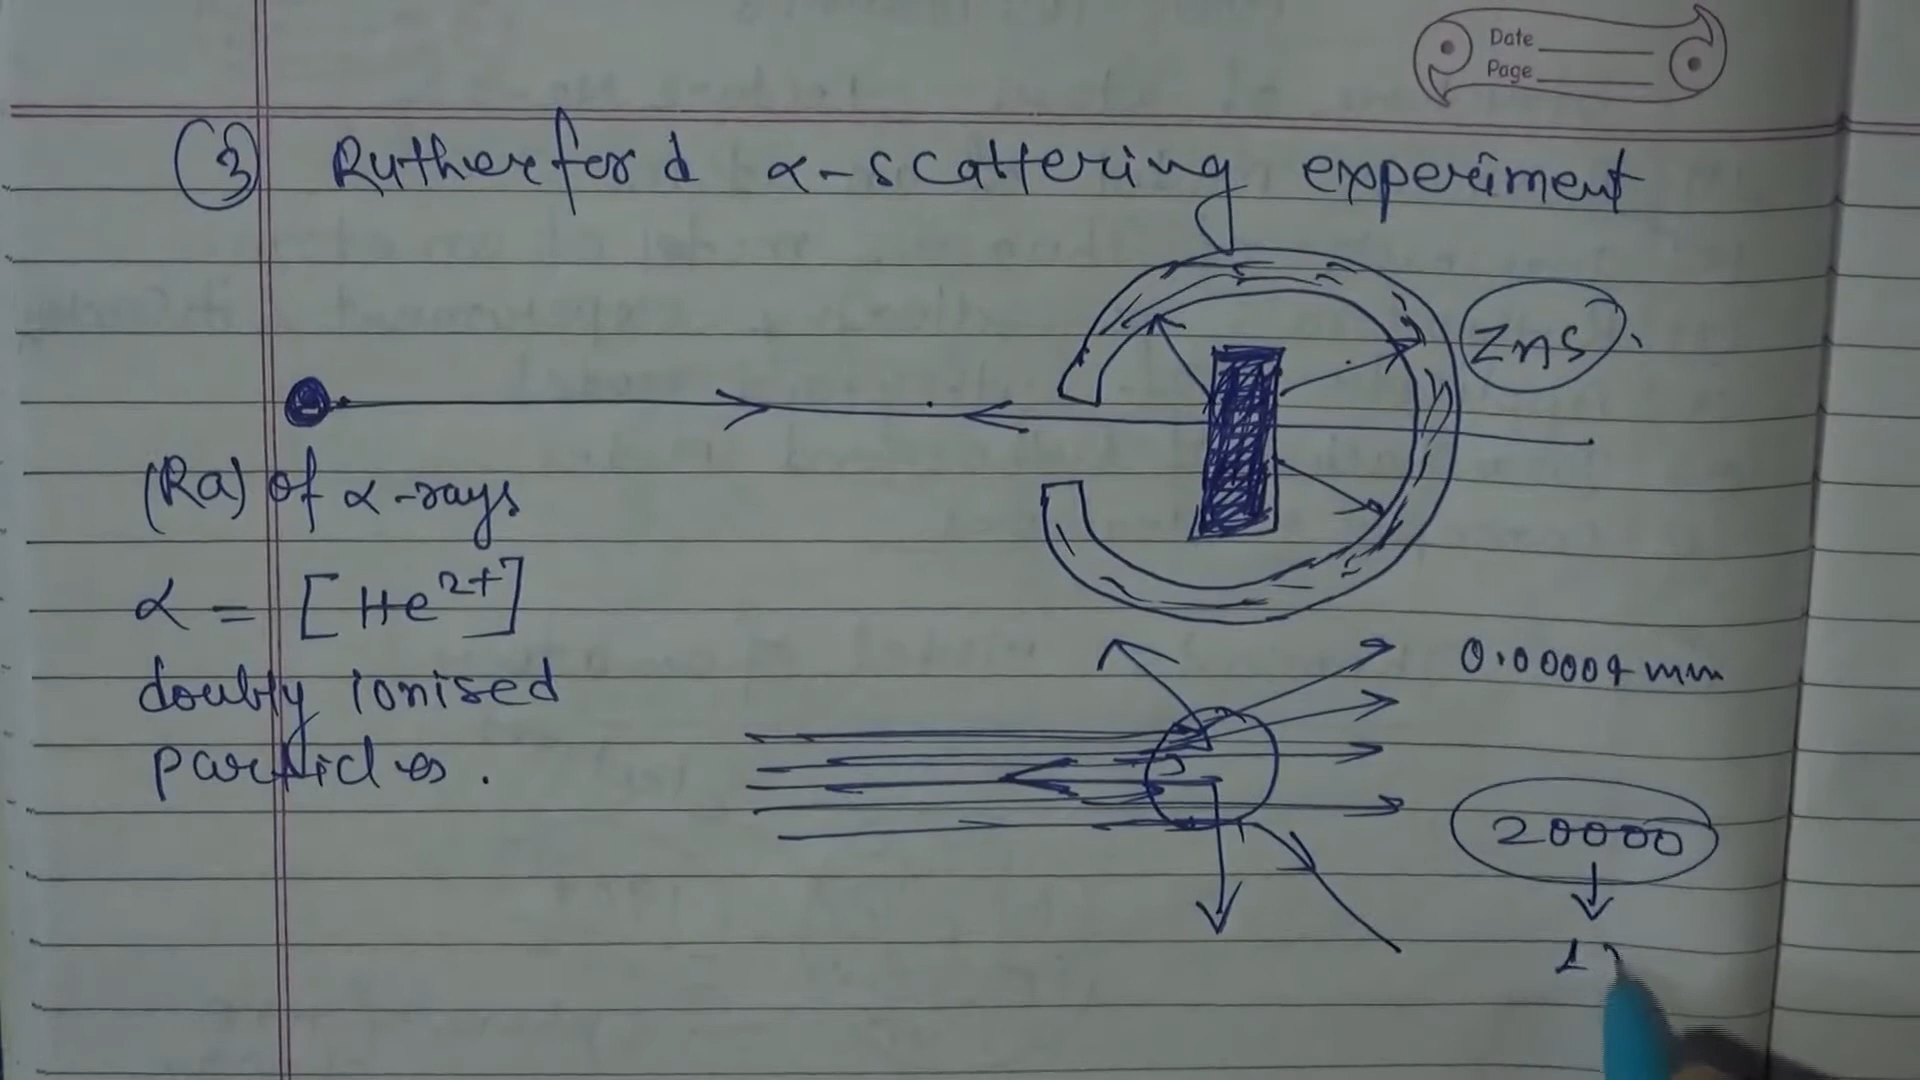 Date
Page
③ Rutherford α-scattering experiment
ZnS
(Ra) of α-rays
α = [He²⁺]
doubly ionised
particles.
0.00004 mm
20000
1